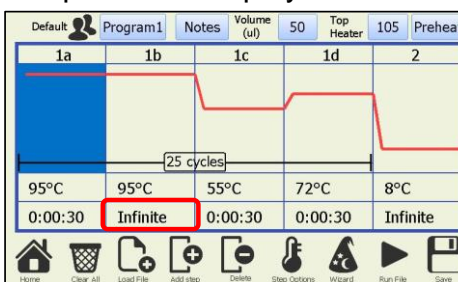 Default Program1 Notes Volume (ul) 50 Top Heater 105 Prehea
1a 1b 1c 1d 2
25 cycles
95°C 95°C 55°C 72°C 8°C
0:00:30 Infinite 0:00:30 0:00:30 Infinite
Home Clear All Load File Add step Delete Step Options Wizard Run File Save